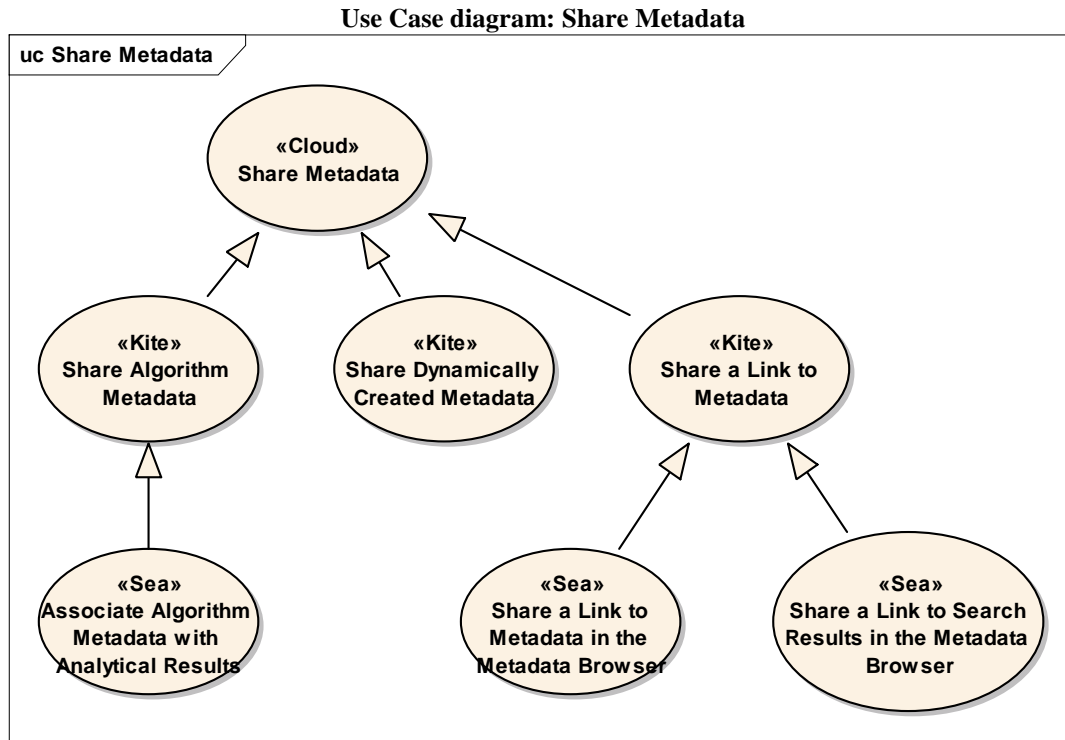 Use Case diagram: Share Metadata
uc Share Metadata
«Cloud»
Share Metadata
«Kite»
Share Algorithm
Metadata
«Kite»
Share Dynamically
Created Metadata
«Kite»
Share a Link to
Metadata
«Sea»
Associate Algorithm
Metadata with
Analytical Results
«Sea»
Share a Link to
Metadata in the
Metadata Browser
«Sea»
Share a Link to Search
Results in the Metadata
Browser